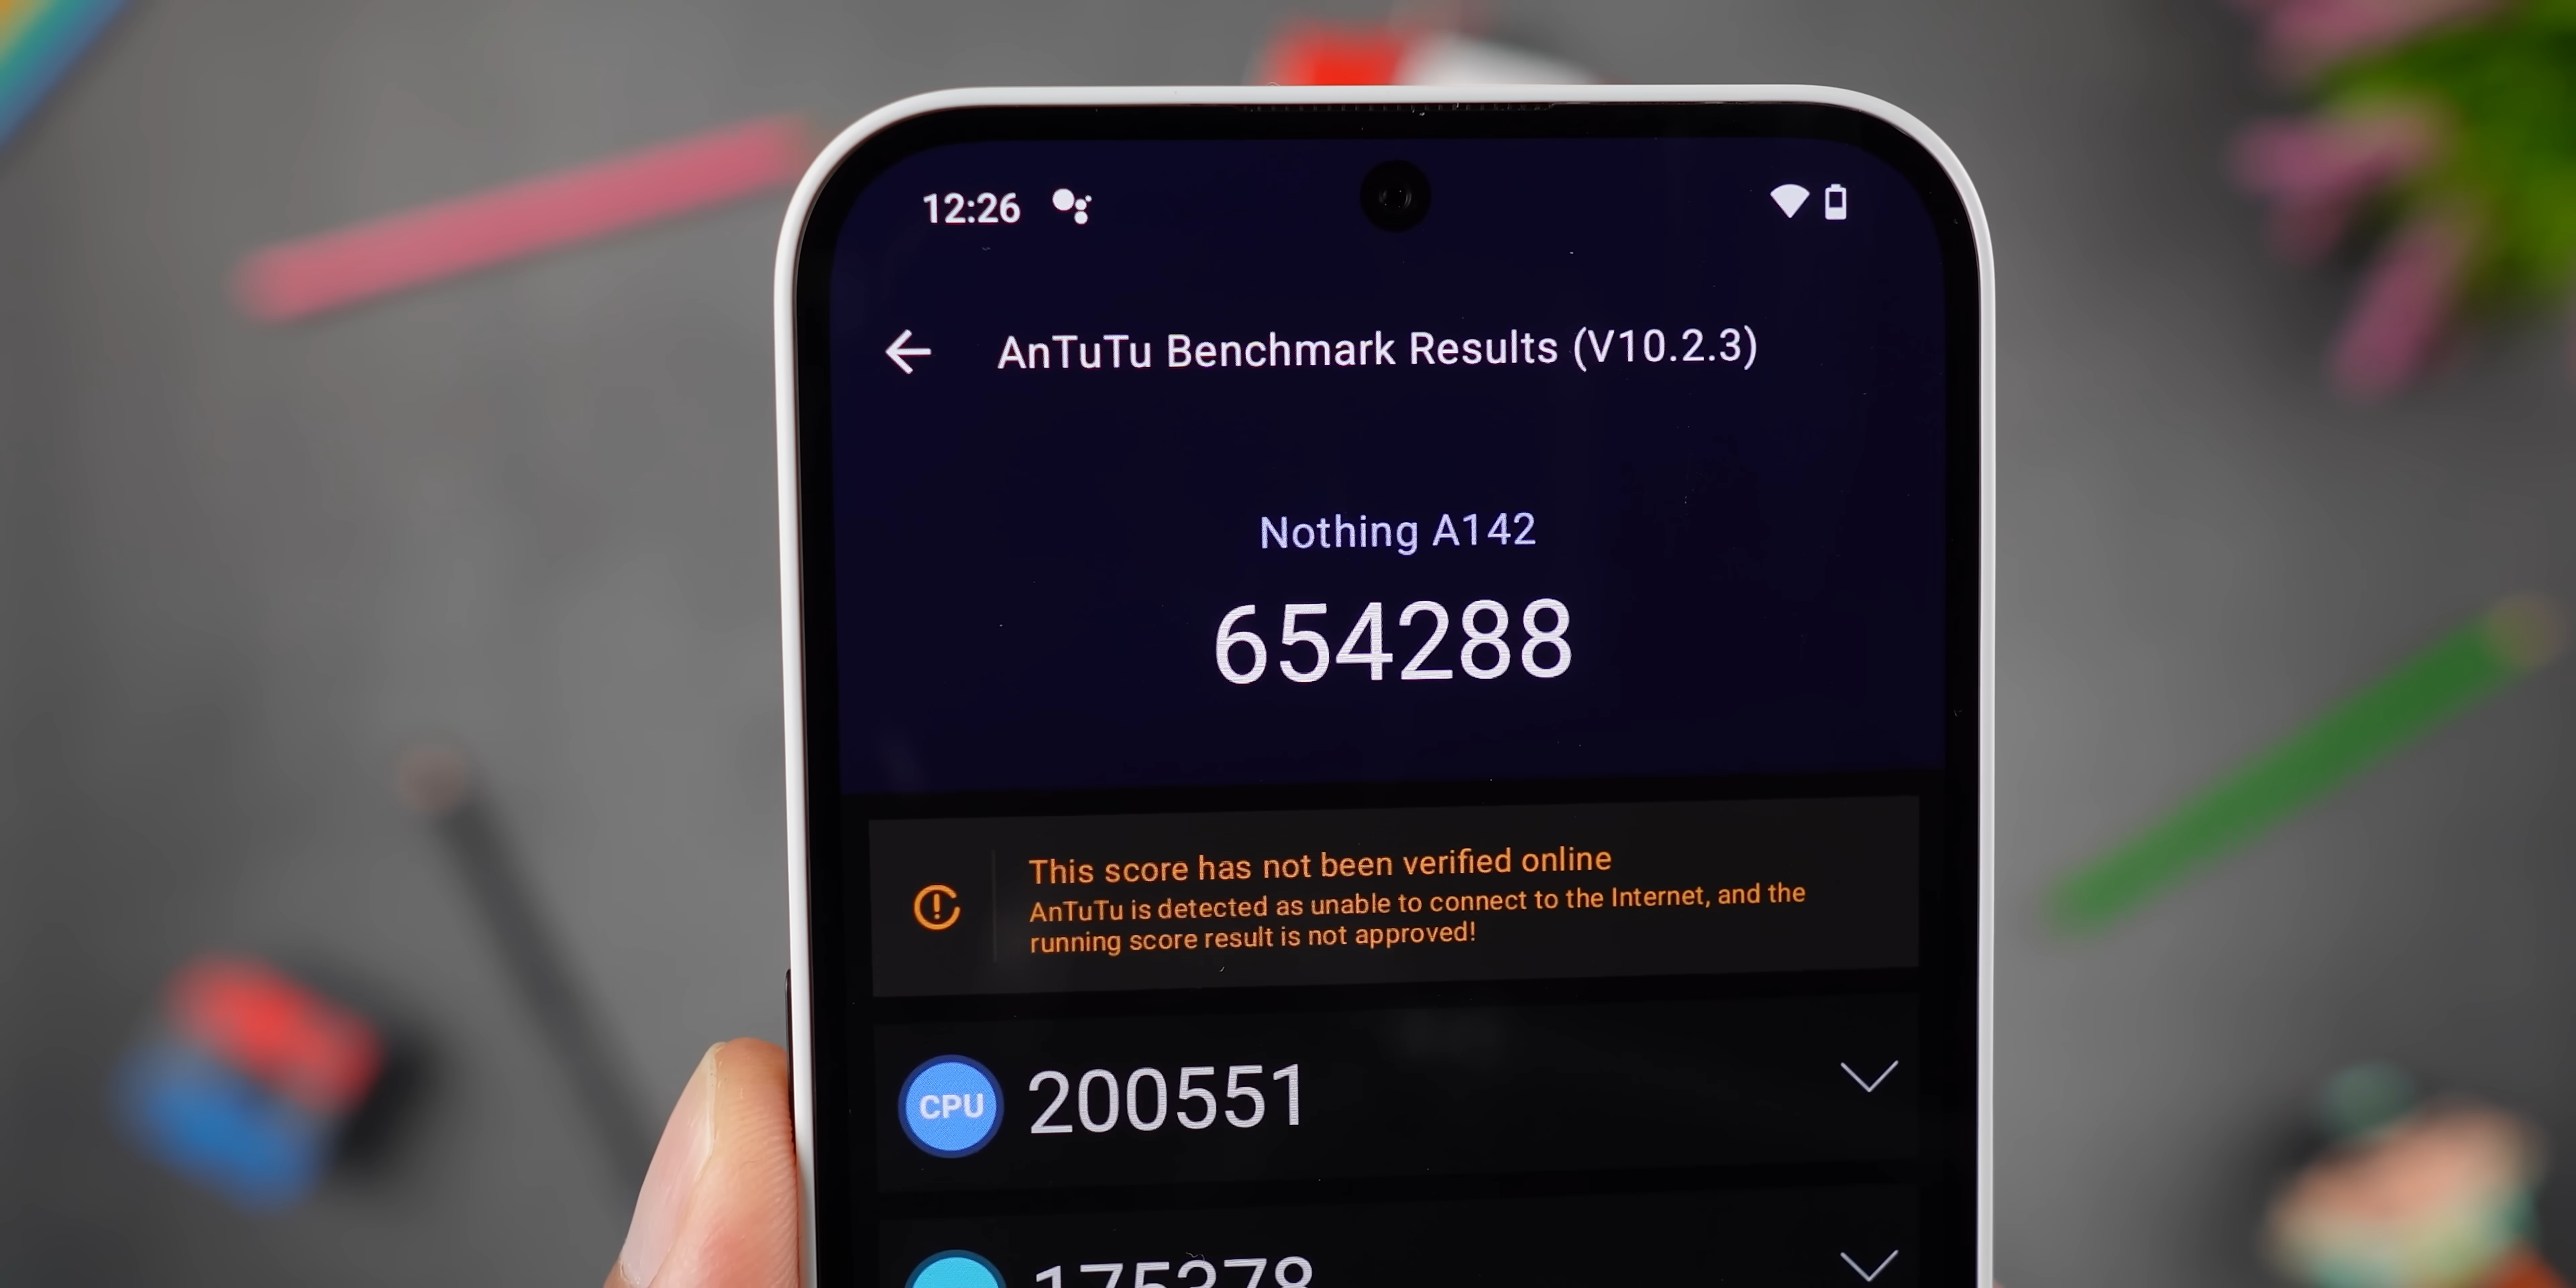 12:26
AnTuTu Benchmark Results (V10.2.3)
Nothing A142
654288
This score has not been verified online
AnTuTu is detected as unable to connect to the Internet, and the
running score result is not approved!
CPU 200551
175378